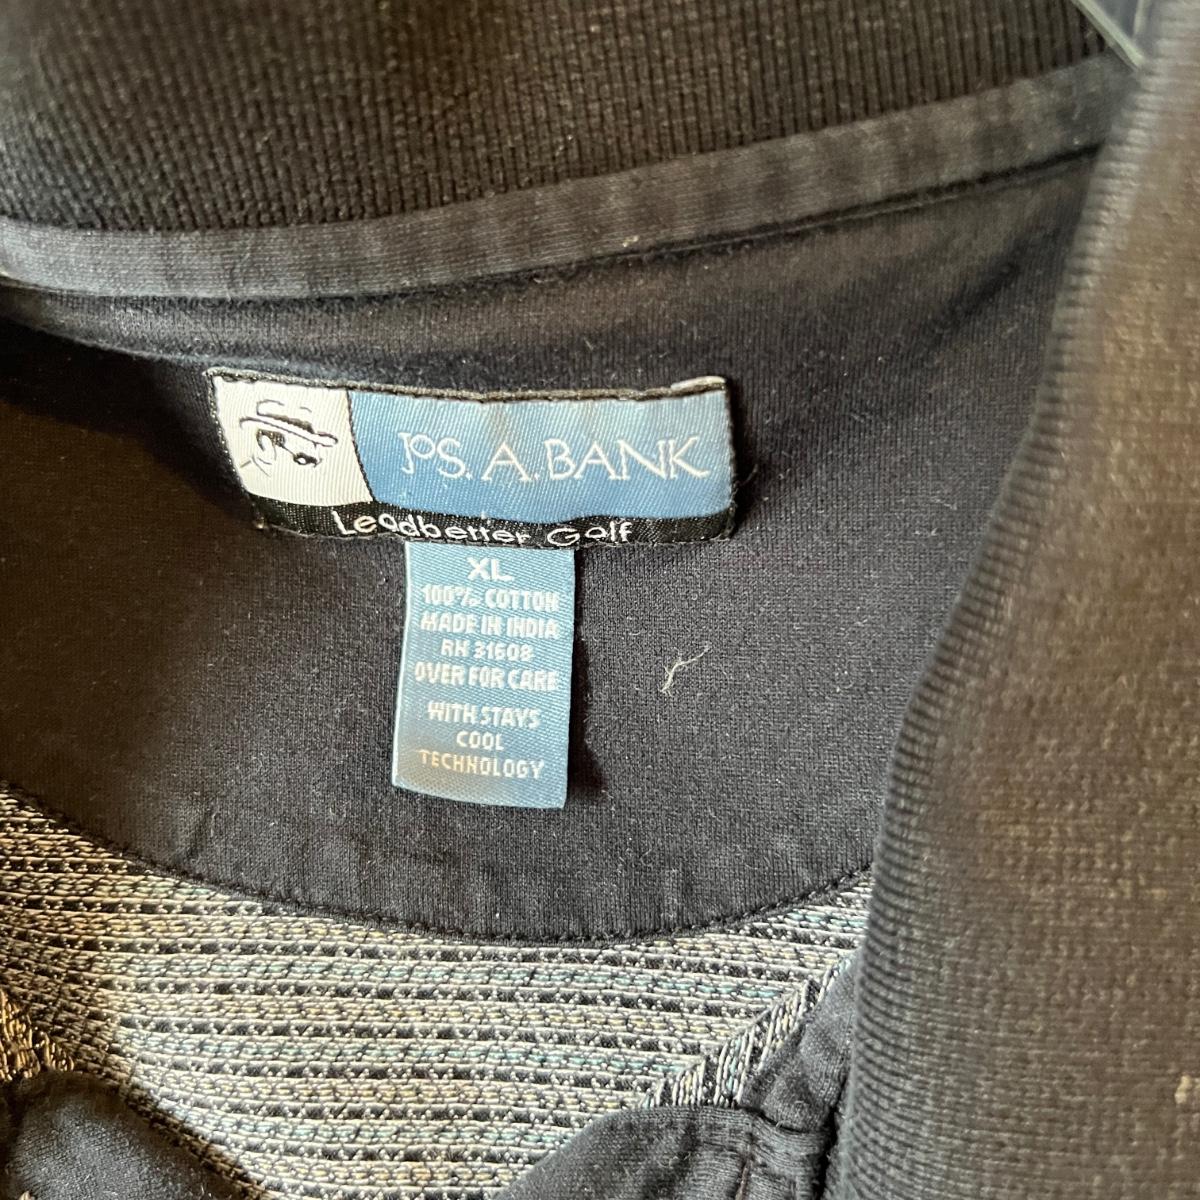 JOS. A. BANK
Leadbetter Golf
XL
100% COTTON
MADE IN INDIA
RN 31608
OVER FOR CARE
WITH STAYS
COOL
TECHNOLOGY